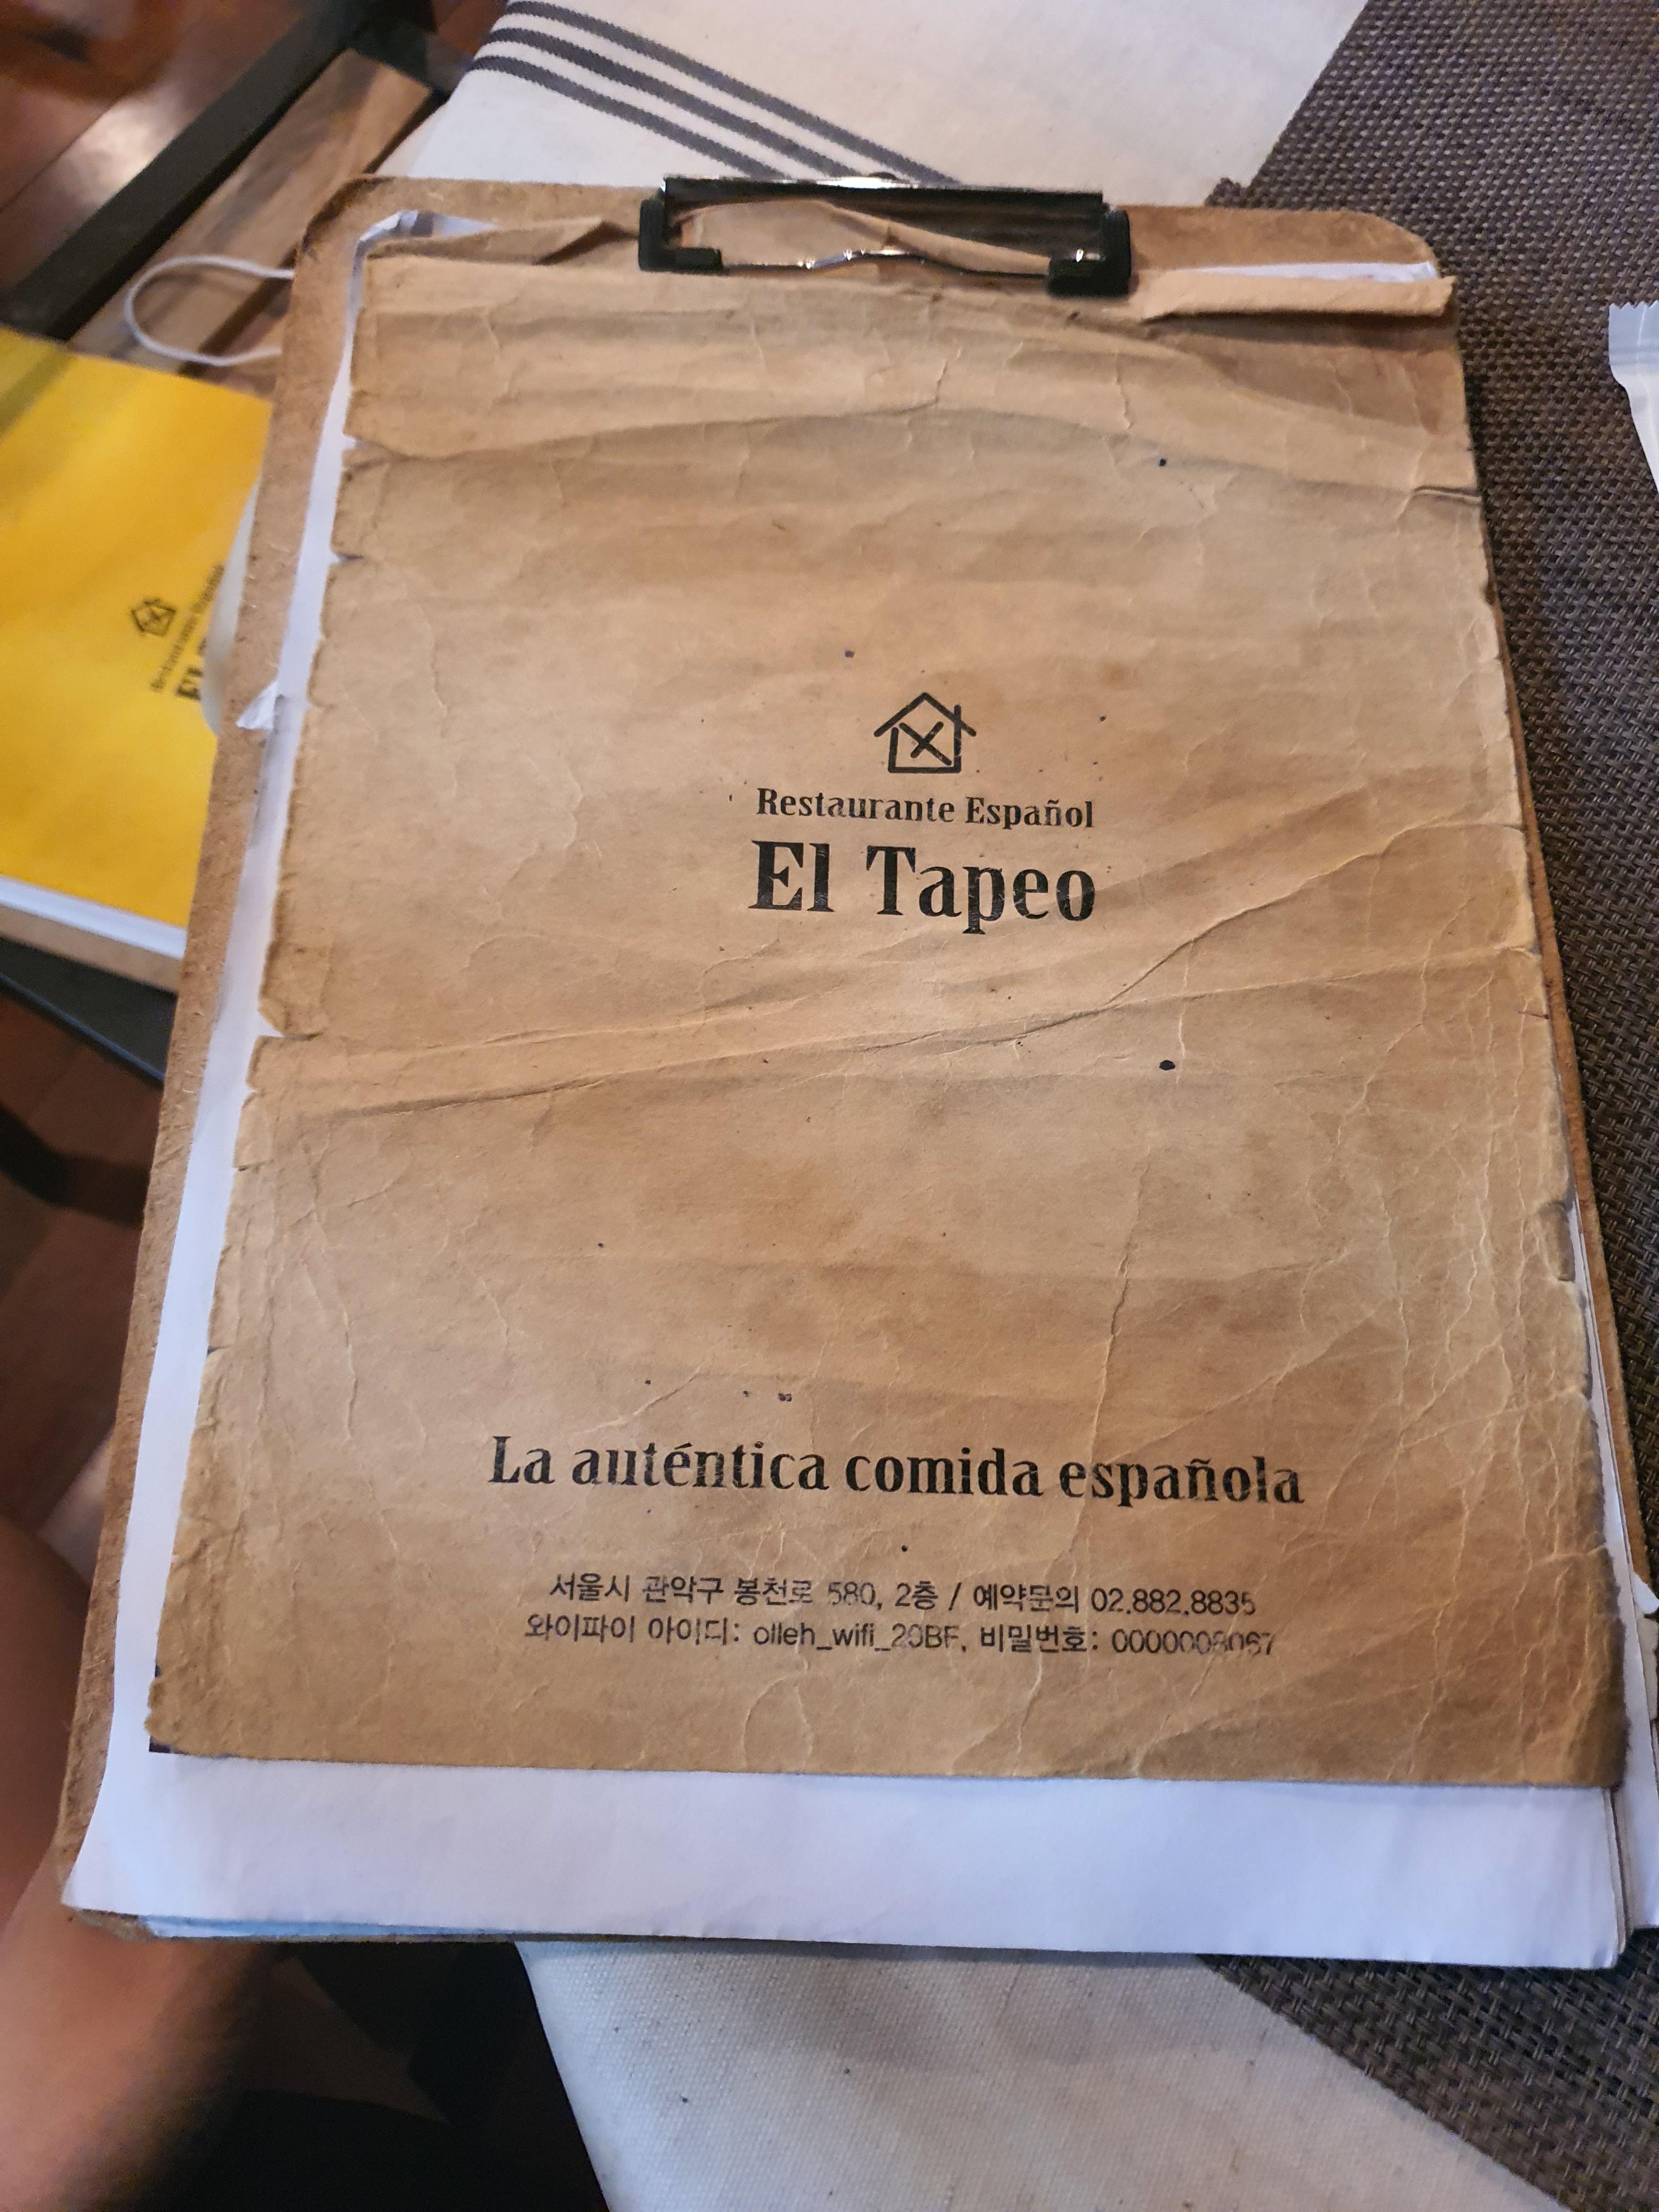 Restaurante Español
El Tapeo
La auténtica comida española
서울시 관악구 봉천로 580, 2층 / 예약문의 02.882.8835
와이파이 아이디: olleh_wifi_20BF, 비밀번호:
Restaurante Español